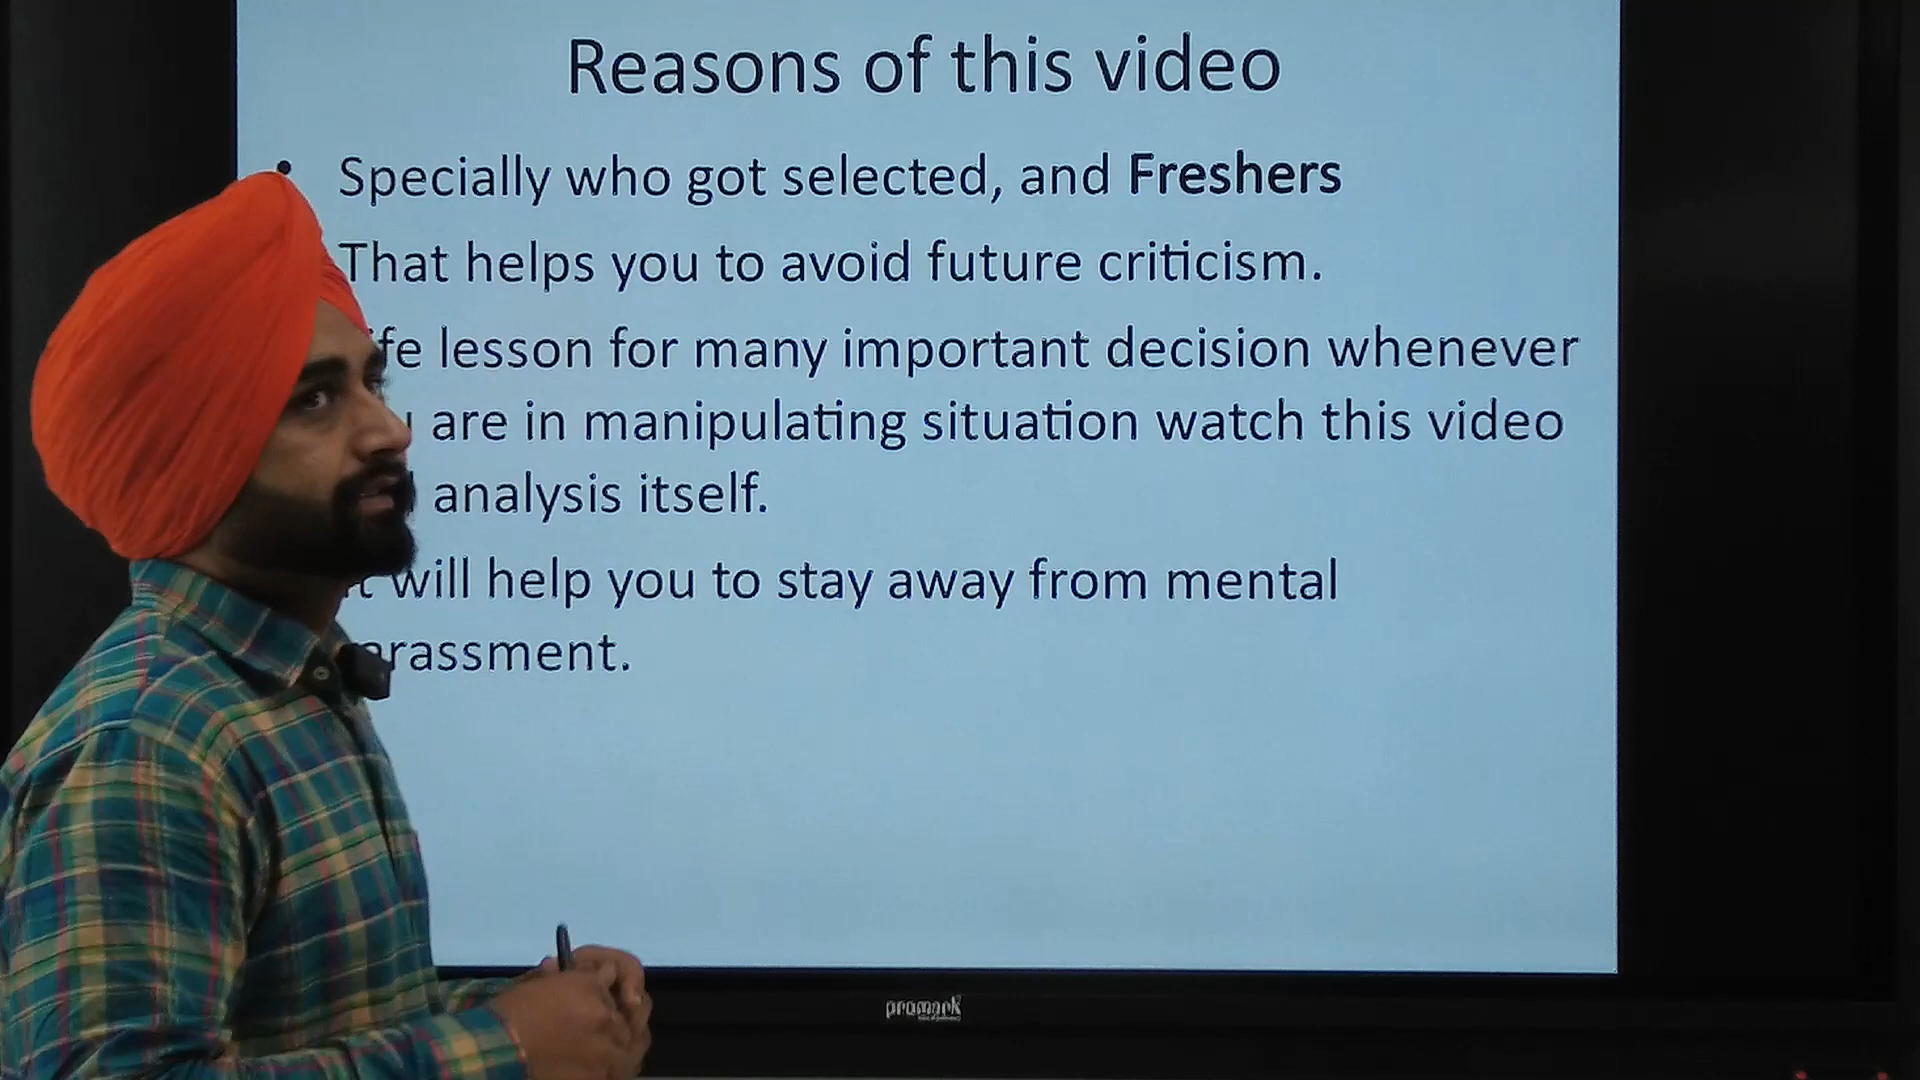 Reasons of this video
• Specially who got selected, and Freshers
That helps you to avoid future criticism.
lesson for many important decision whenever
are in manipulating situation watch this video
analysis itself.
will help you to stay away from mental
promark